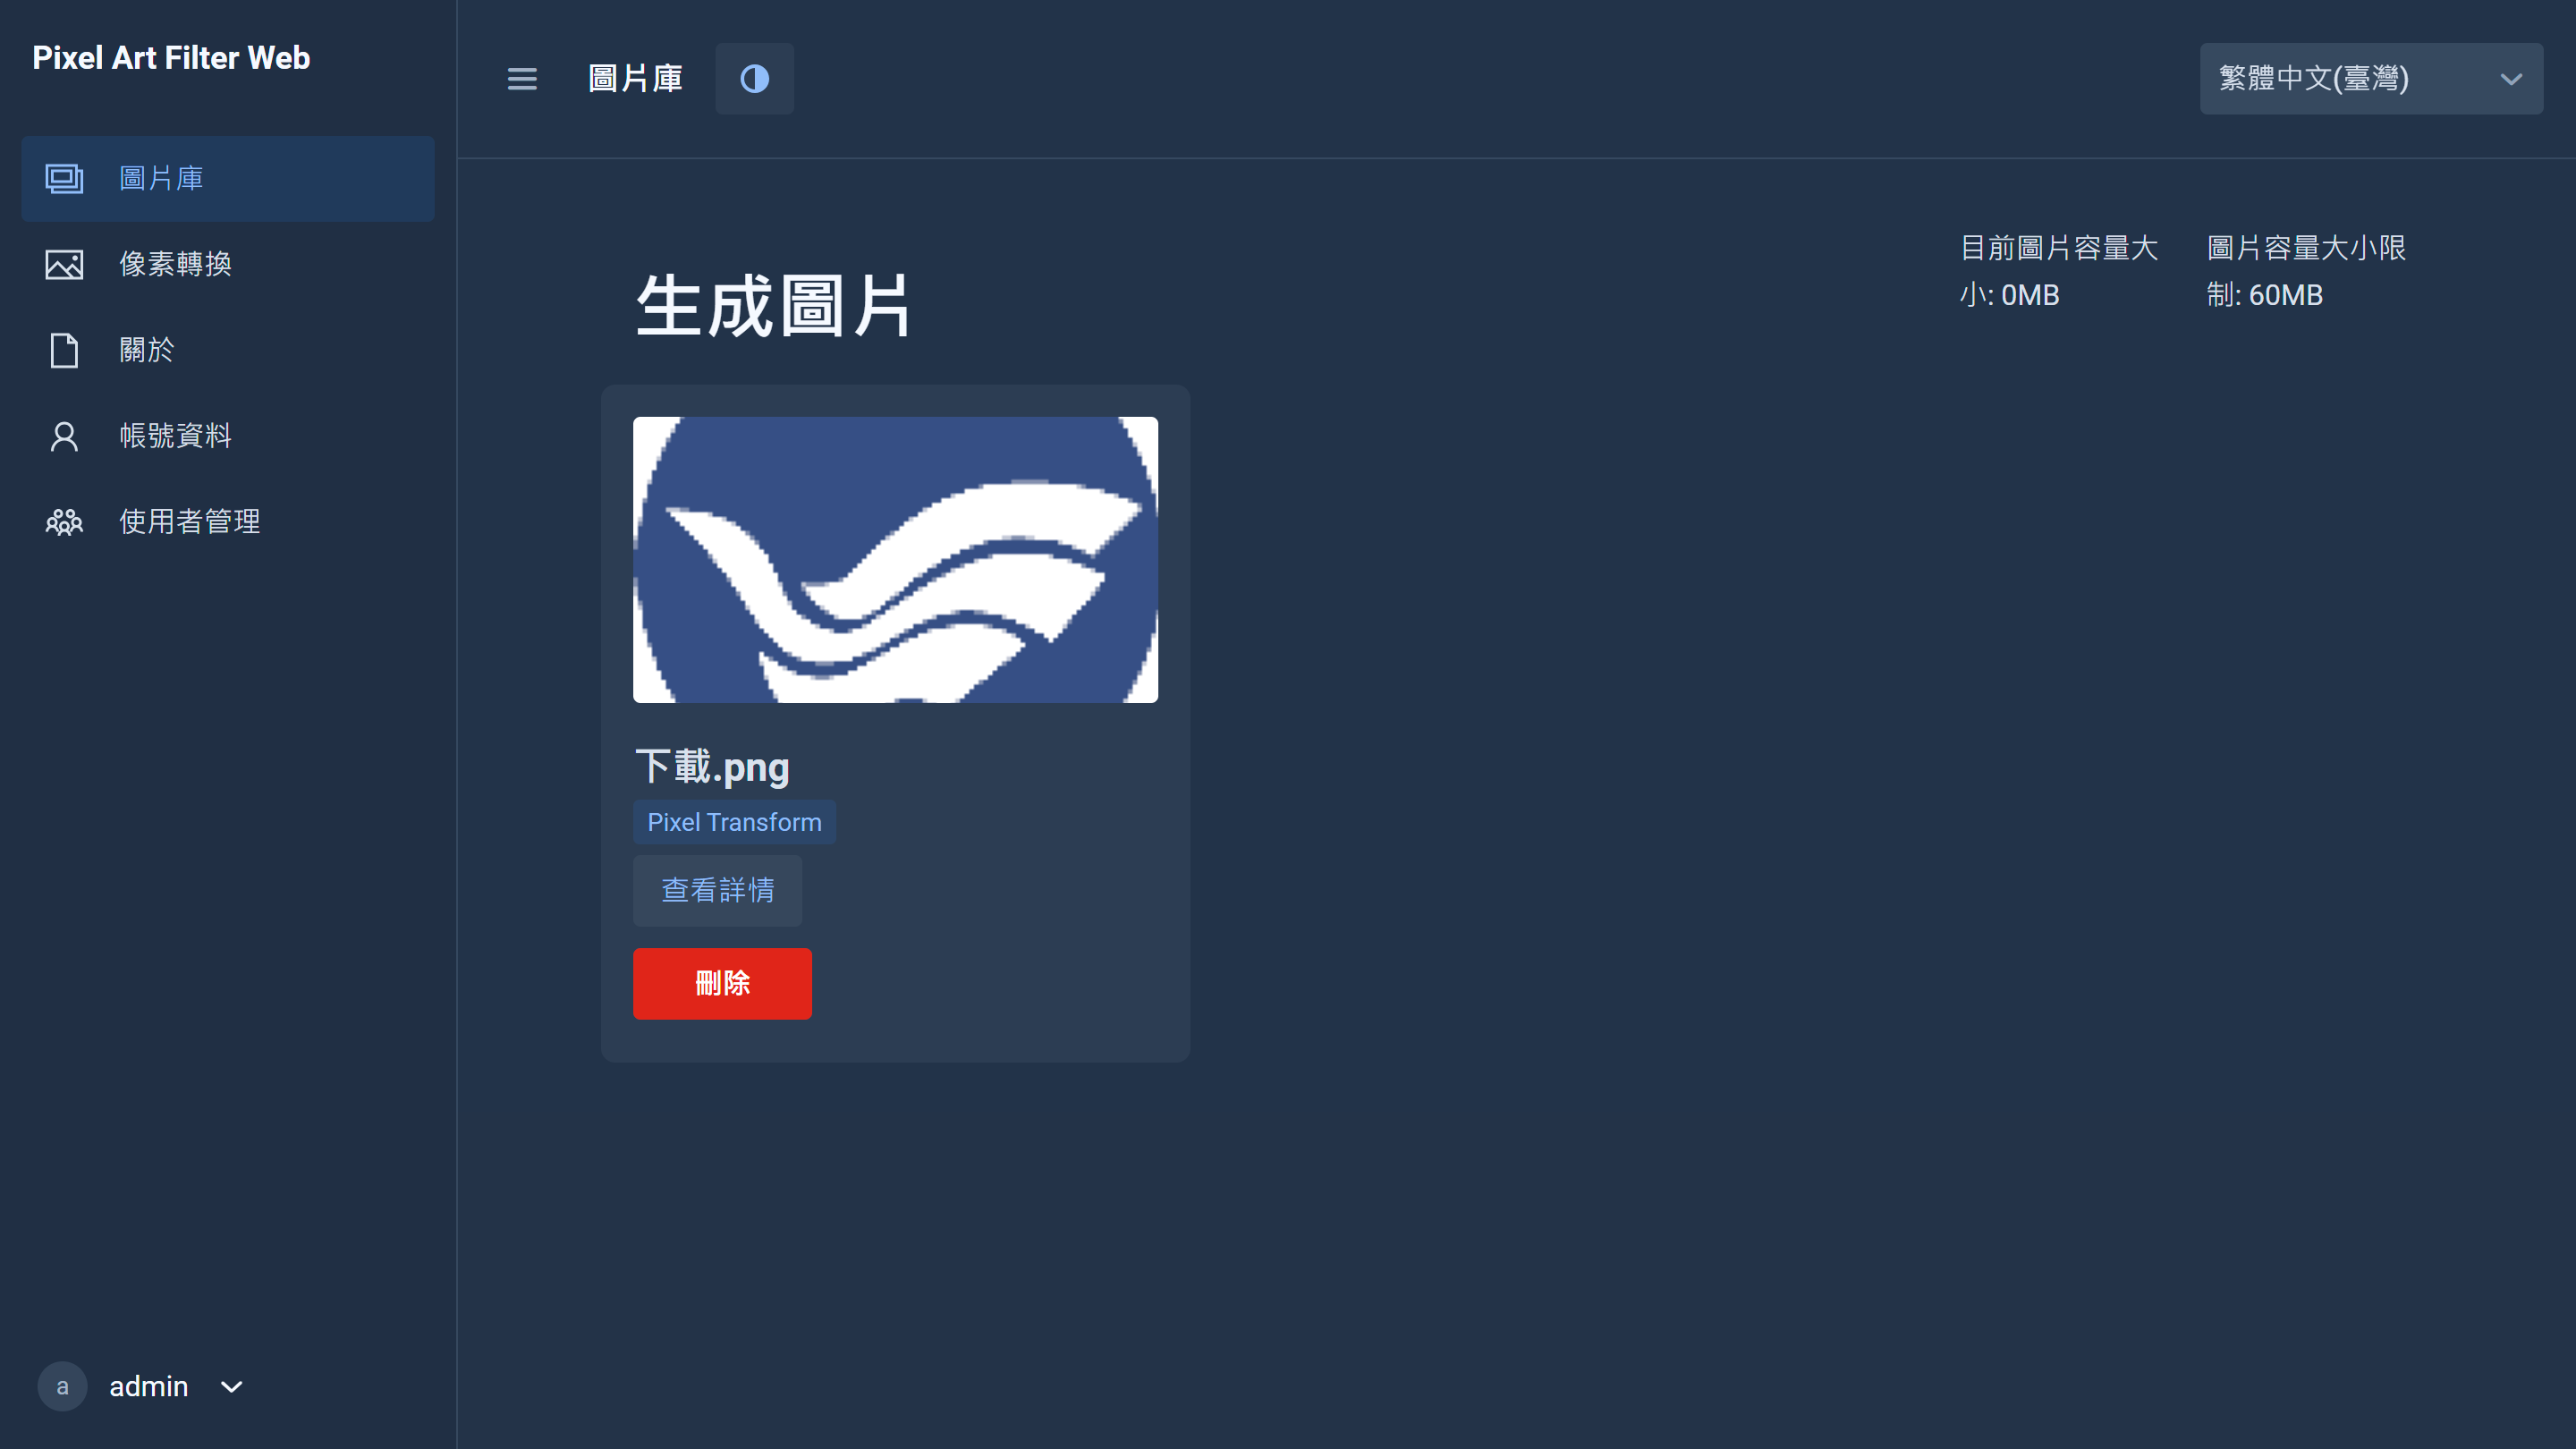 Pixel Art Filter Web
圖片庫
像素轉換
關於
帳號資料
使用者管理
a admin
圖片庫
繁體中文(臺灣)
生成圖片
目前圖片容量大
小: 0MB
圖片容量大小限
制: 60MB
下載.png
Pixel Transform
查看詳情
刪除